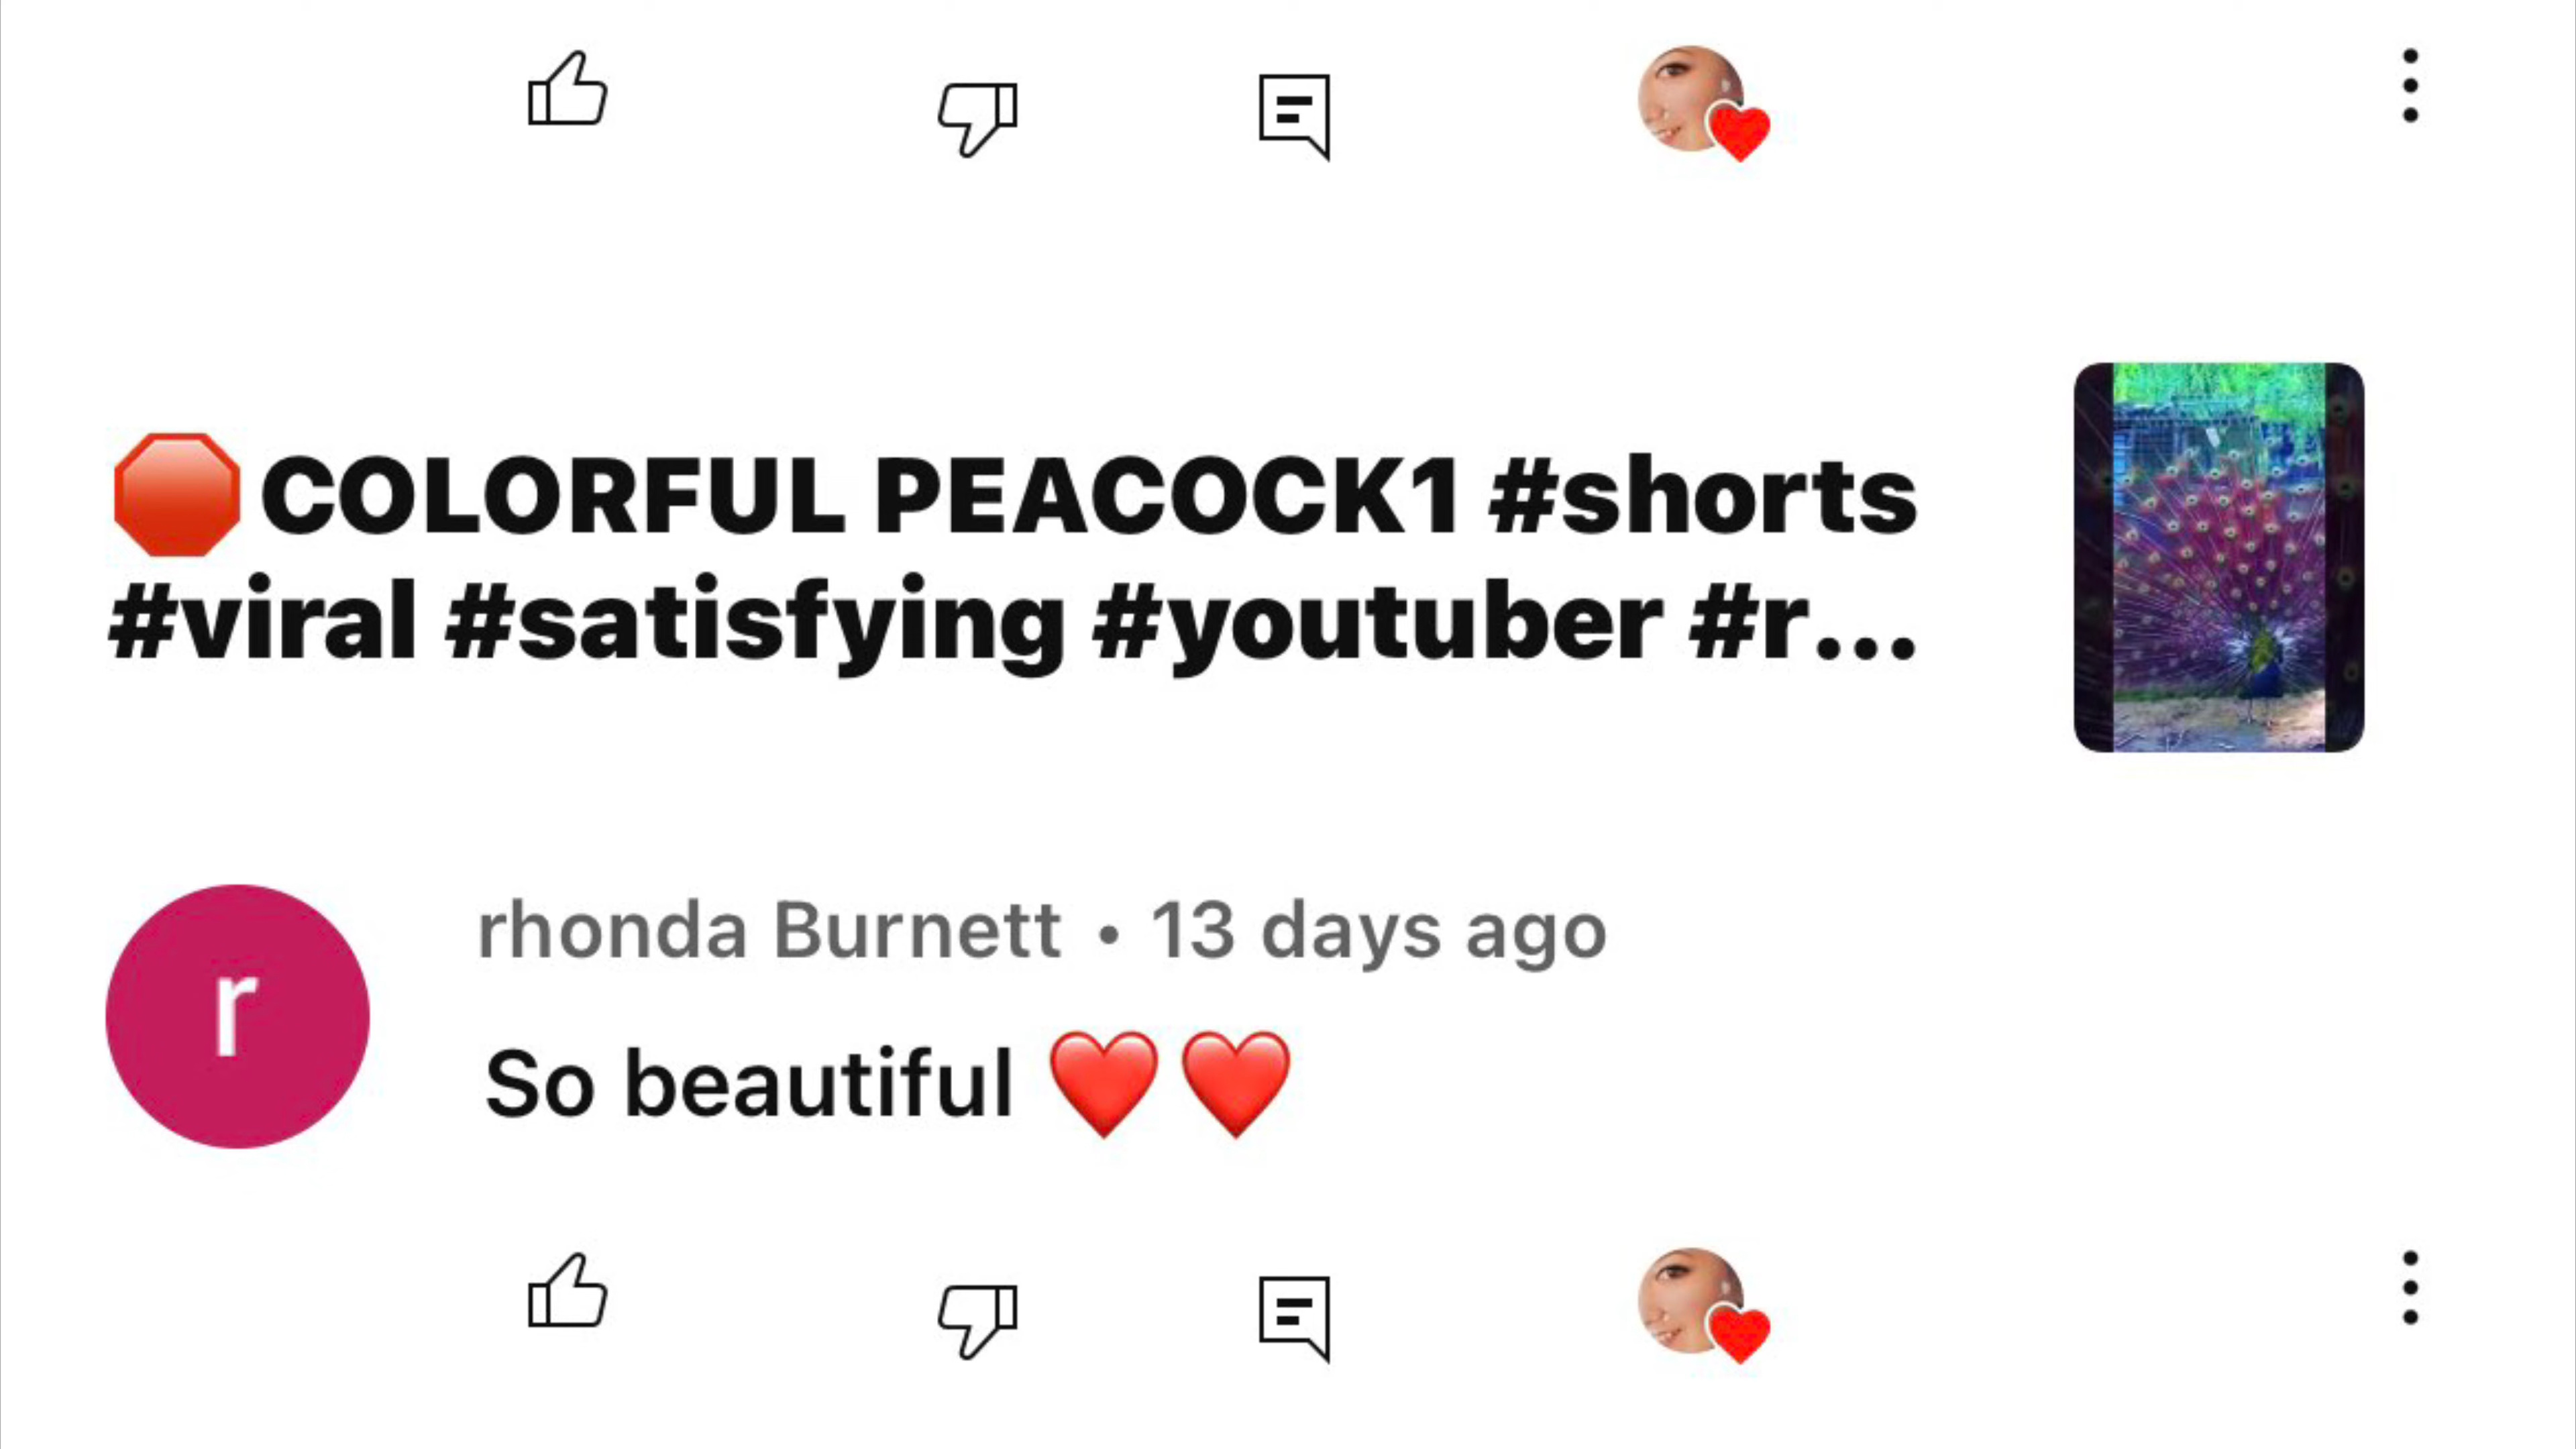 🛑COLORFUL PEACOCK1 #shorts
#viral #satisfying #youtuber #r...
r
rhonda Burnett • 13 days ago
So beautiful ❤️❤️